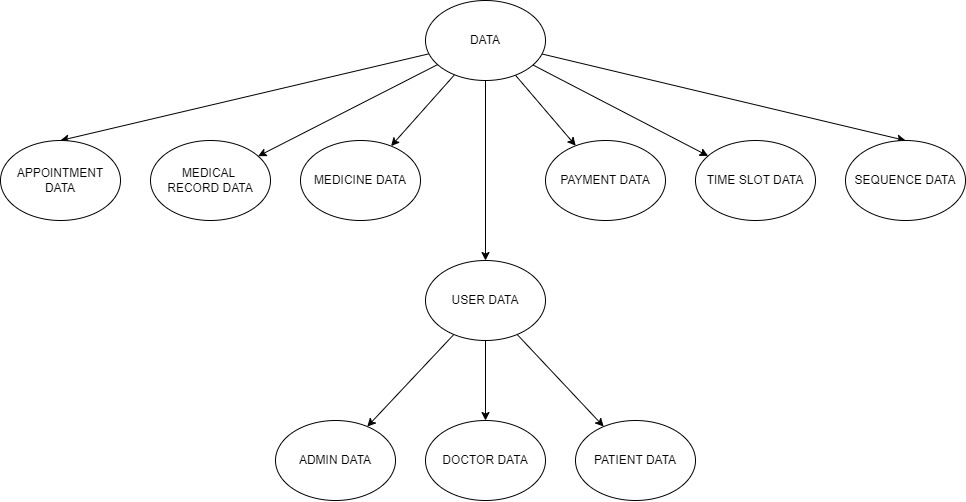 DATA
APPOINTMENT
DATA
MEDICAL
RECORD DATA
MEDICINE DATA
PAYMENT DATA
TIME SLOT DATA
SEQUENCE DATA
USER DATA
ADMIN DATA
DOCTOR DATA
PATIENT DATA